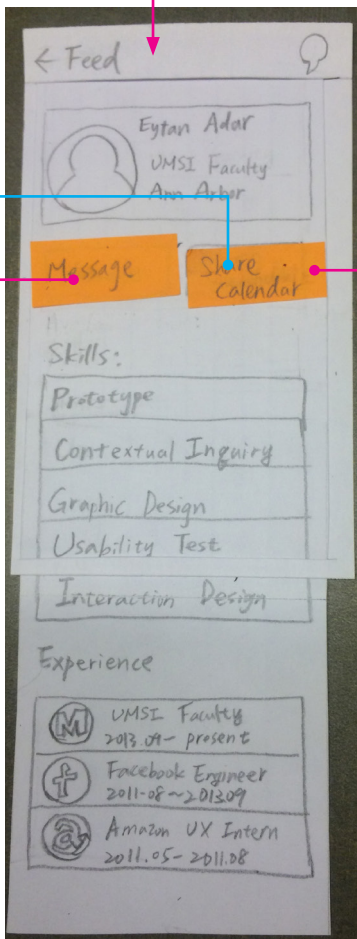 ← Feed
Eytan Adar
UMSI Faculty
Ann Arbor
Message
Share Calendar
Skills:
Prototype
Contextual Inquiry
Graphic Design
Usability Test
Interaction Design
Experience
M UMSI Faculty
2013.09- present
f Facebook Engineer
2011-08~2013.09
a Amazon UX Intern
2011.05-2011.08